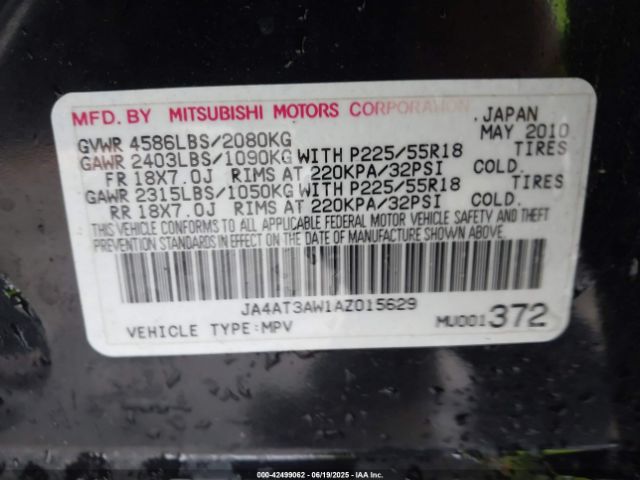 MFD. BY MITSUBISHI MOTORS CORPORATION JAPAN
GVWR 4586LBS/2080KG MAY 2010
GAWR 2403LBS/1090KG WITH P225/55R18 TIRES
FR 18X7.0J RIMS AT 220KPA/32PSI COLD.
GAWR 2315LBS/1050KG WITH P225/55R18 TIRES
RR 18X7.0J RIMS AT 220KPA/32PSI COLD.
THIS VEHICLE CONFORMS TO ALL APPLICABLE FEDERAL MOTOR VEHICLE SAFETY AND THEFT
PREVENTION STANDARDS IN EFFECT ON THE DATE OF MANUFACTURE SHOWN ABOVE.
JA4AT3AW1AZ015629
VEHICLE TYPE:MPV MU001372
000-42499062 - 06/19/2025 - IAA Inc.